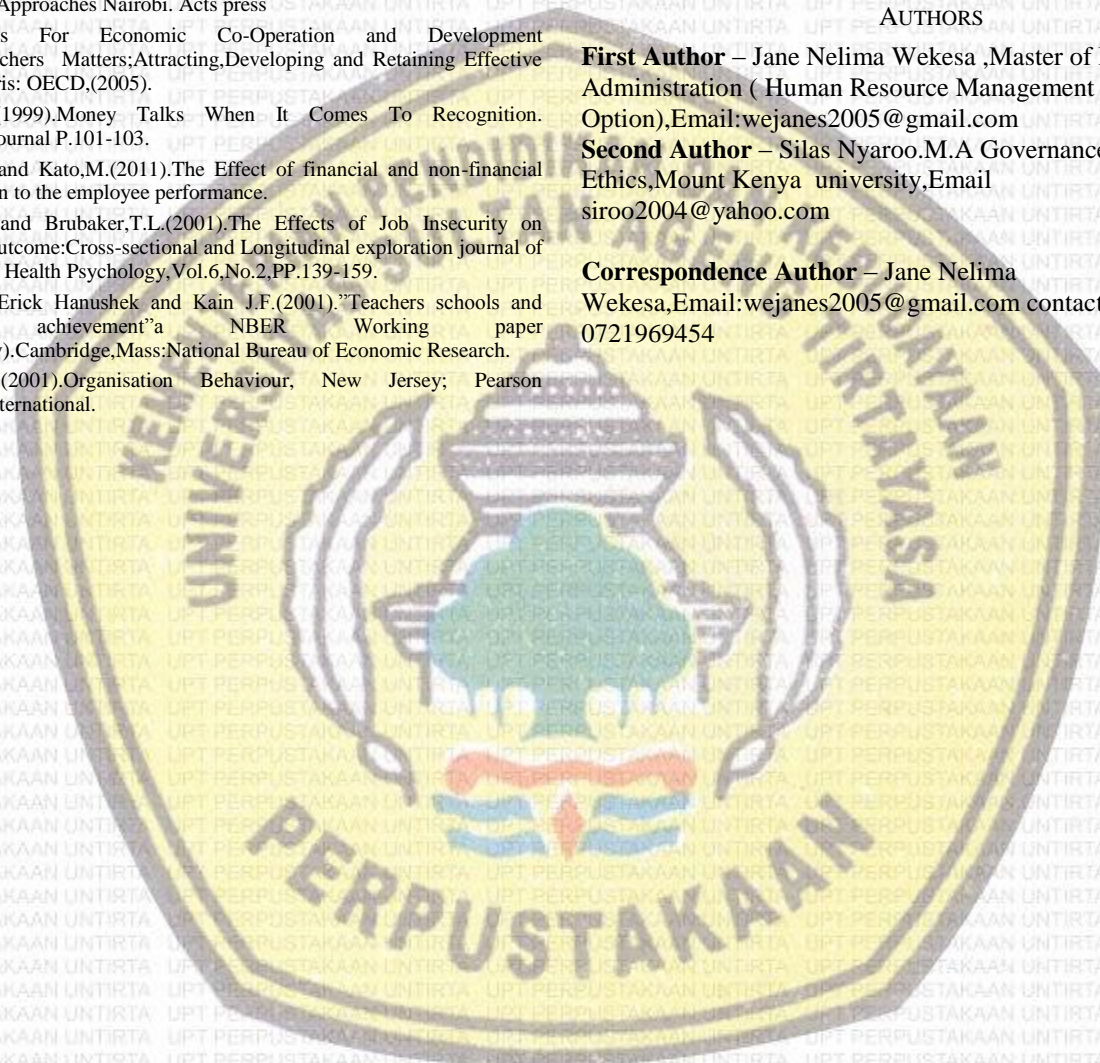 Approaches Nairobi. Acts press
For Economic Co-Operation and Development
Matters;Attracting,Developing and Retaining Effective
OECD,(2005).
(1999).Money Talks When It Comes To Recognition.
P.101-103.
and Kato,M.(2011).The Effect of financial and non-financial
to the employee performance.
and Brubaker,T.L.(2001).The Effects of Job Insecurity on
:Cross-sectional and Longitudinal exploration journal of
Health Psychology,Vol.6,No.2,PP.139-159.
Erick Hanushek and Kain J.F.(2001).”Teachers schools and
achievement”a NBER Working paper
).Cambridge,Mass:National Bureau of Economic Research.
(2001).Organisation Behaviour, New Jersey; Pearson
AUTHORS
First Author – Jane Nelima Wekesa ,Master of
Administration ( Human Resource Management
Option),Email:wejanes2005@gmail.com
Second Author – Silas Nyaroo.M.A Governance
Ethics,Mount Kenya university,Email
siroo2004@yahoo.com
Correspondence Author – Jane Nelima
Wekesa,Email:wejanes2005@gmail.com
0721969454
UNIVERSITAS SULTAN AGENG TIRTAYASA
PERPUSTAKAAN
UPT PERPUSTAKAAN UNTIRTA